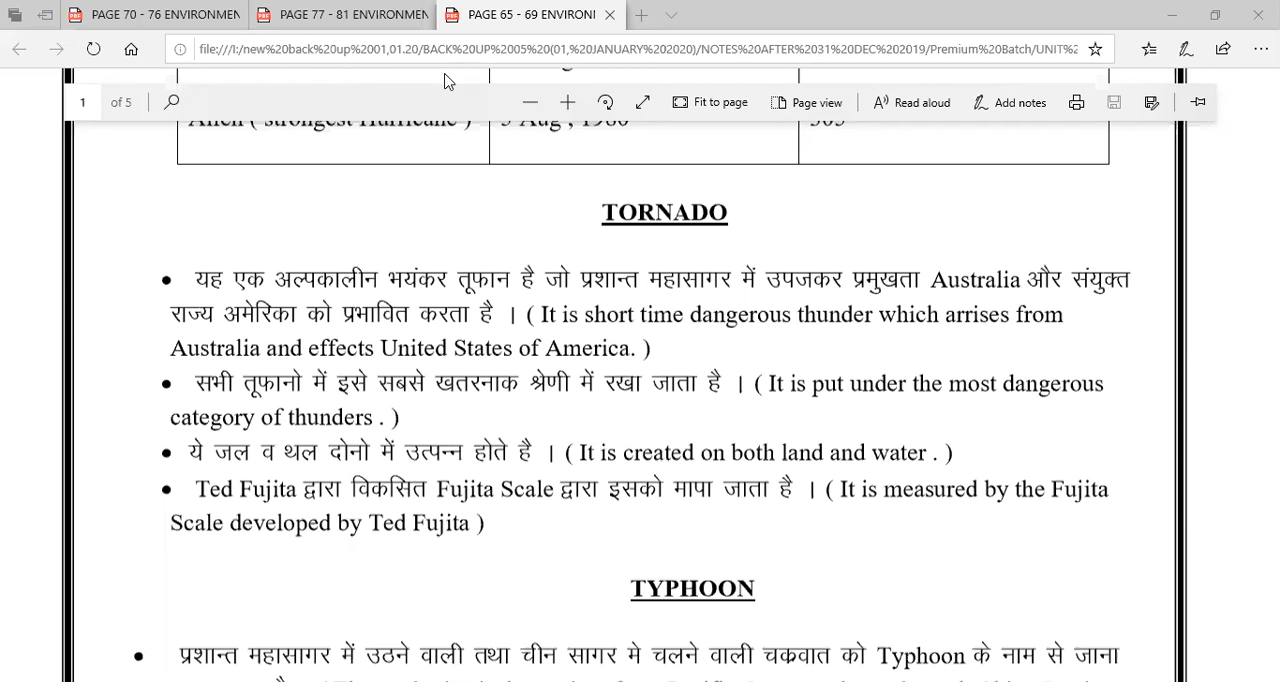 PAGE 70 - 76 ENVIRONMEN
PAGE 77 - 81 ENVIRONMEN
PAGE 65 - 69 ENVIRONI
file:///I:/new%20back%20up%2001,01.20/BACK%20UP%2005%20(01,%20JANUARY%202020)/NOTES%20AFTER%2031%20DEC%202019/Premium%20Batch/UNIT%2
1 of 5
Fit to page
Page view
Read aloud
Add notes
Allen ( strongest Hurricane ) 5 Aug , 1980 305
TORNADO
• यह एक अल्पकालीन भयंकर तूफान है जो प्रशान्त महासागर में उपजकर प्रमुखता Australia और संयुक्त
राज्य अमेरिका को प्रभावित करता है । ( It is short time dangerous thunder which arrises from
Australia and effects United States of America. )
• सभी तूफानो में इसे सबसे खतरनाक श्रेणी में रखा जाता है । ( It is put under the most dangerous
category of thunders . )
• ये जल व थल दोनो में उत्पन्न होते है । ( It is created on both land and water . )
• Ted Fujita द्वारा विकसित Fujita Scale द्वारा इसको मापा जाता है । ( It is measured by the Fujita
Scale developed by Ted Fujita )
TYPHOON
• प्रशान्त महासागर में उठने वाली तथा चीन सागर मे चलने वाली चक्रवात को Typhoon के नाम से जाना